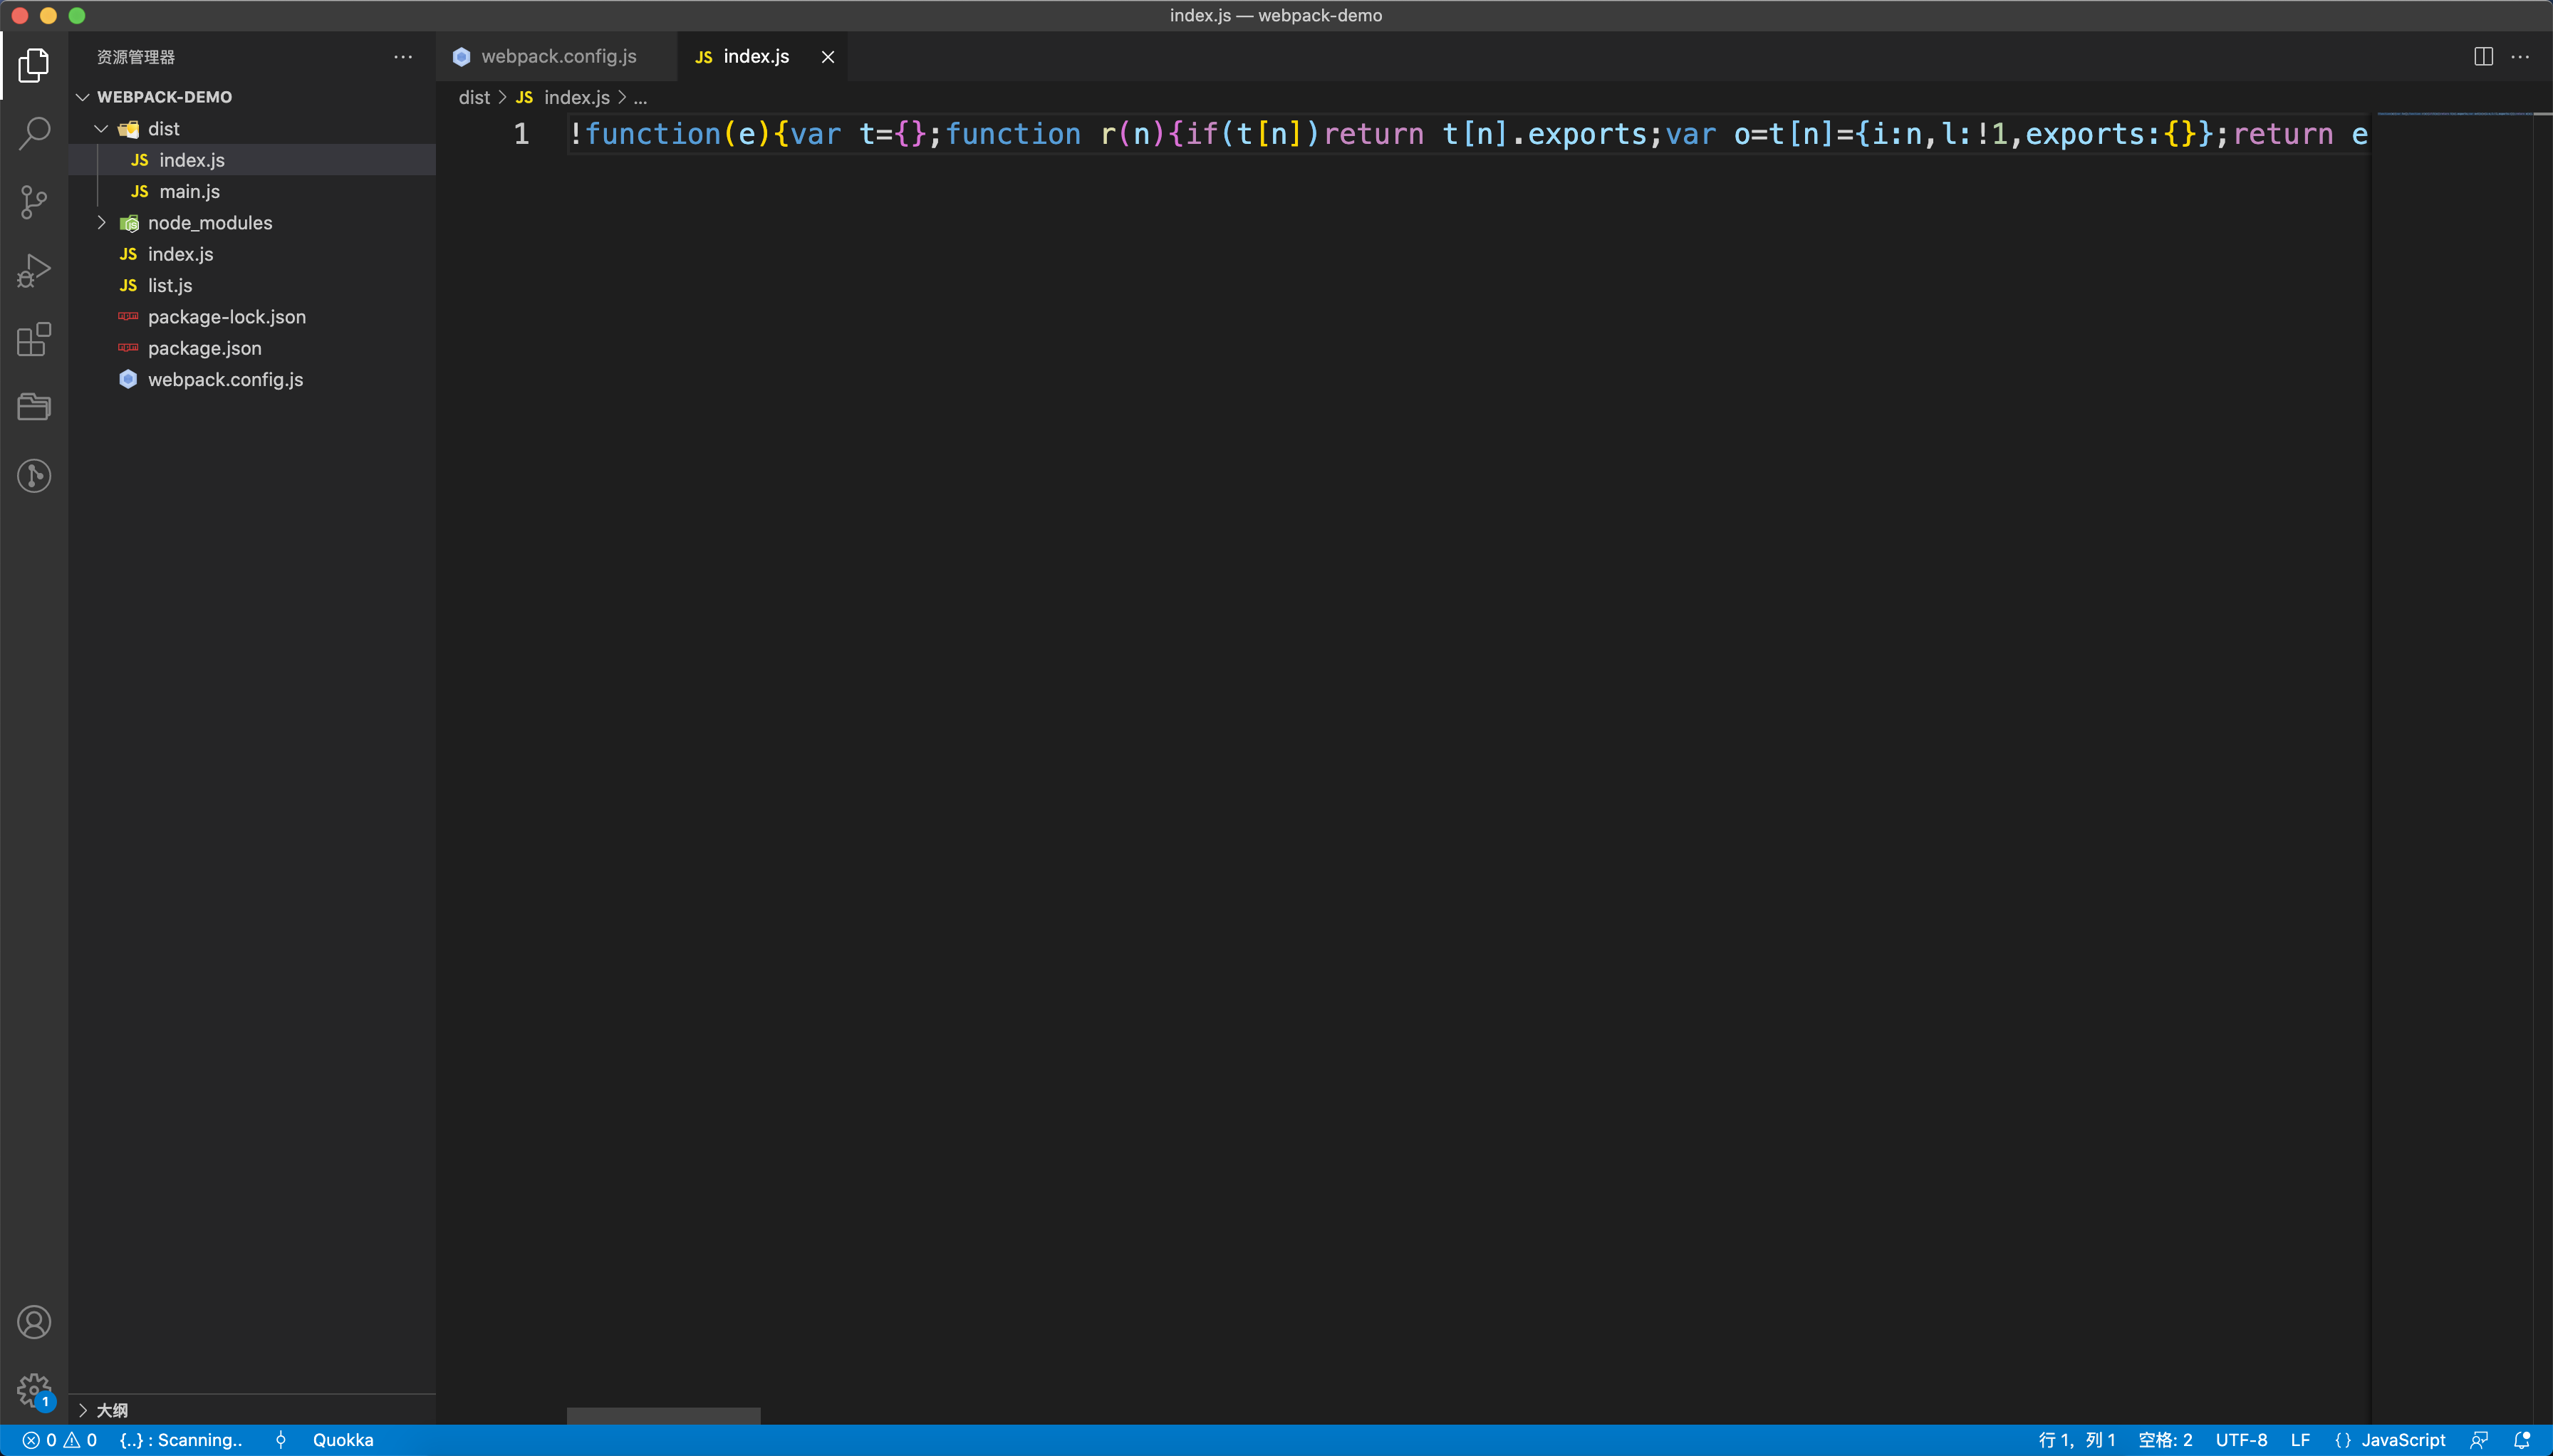 index.js — webpack-demo
资源管理器
WEBPACK-DEMO
dist
JS index.js
JS main.js
node_modules
JS index.js
JS list.js
package-lock.json
package.json
webpack.config.js
大纲
webpack.config.js
JS index.js
dist > JS index.js > ...
1 !function(e){var t={};function r(n){if(t[n])return t[n].exports;var o=t[n]={i:n,l:!1,exports:{}};return e
1
0 0 {..} : Scanning.. Quokka
行 1，列 1 空格: 2 UTF-8 LF {} JavaScript